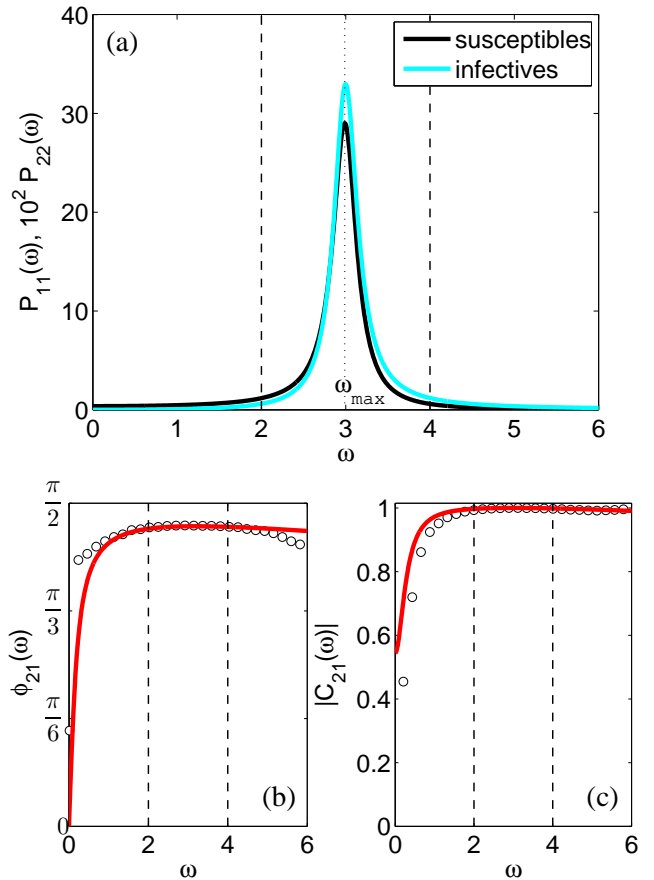 (a)
susceptibles
infectives
40
30
20
10
0
P₁₁(ω), 10² P₂₂(ω)
ω_max
0 1 2 3 4 5 6
ω
π/2
π/3
π/6
0
ϕ₂₁(ω)
(b)
0 2 4 6
ω
1
0.8
0.6
0.4
0.2
0
|C₂₁(ω)|
(c)
0 2 4 6
ω